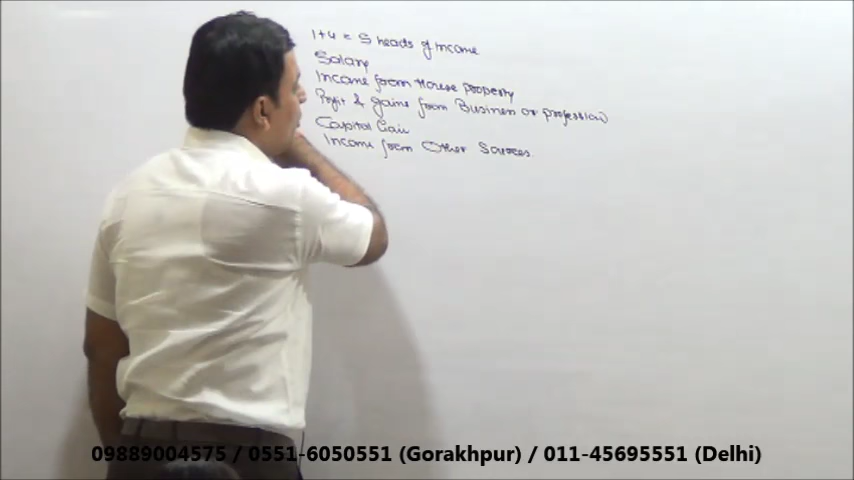 1+4 = 5 heads of Income
Salary
Income from House property
Profit & gains from Business or profession
Capital Gain
Income from Other Sources
09889004575 / 0551-6050551 (Gorakhpur) / 011-45695551 (Delhi)